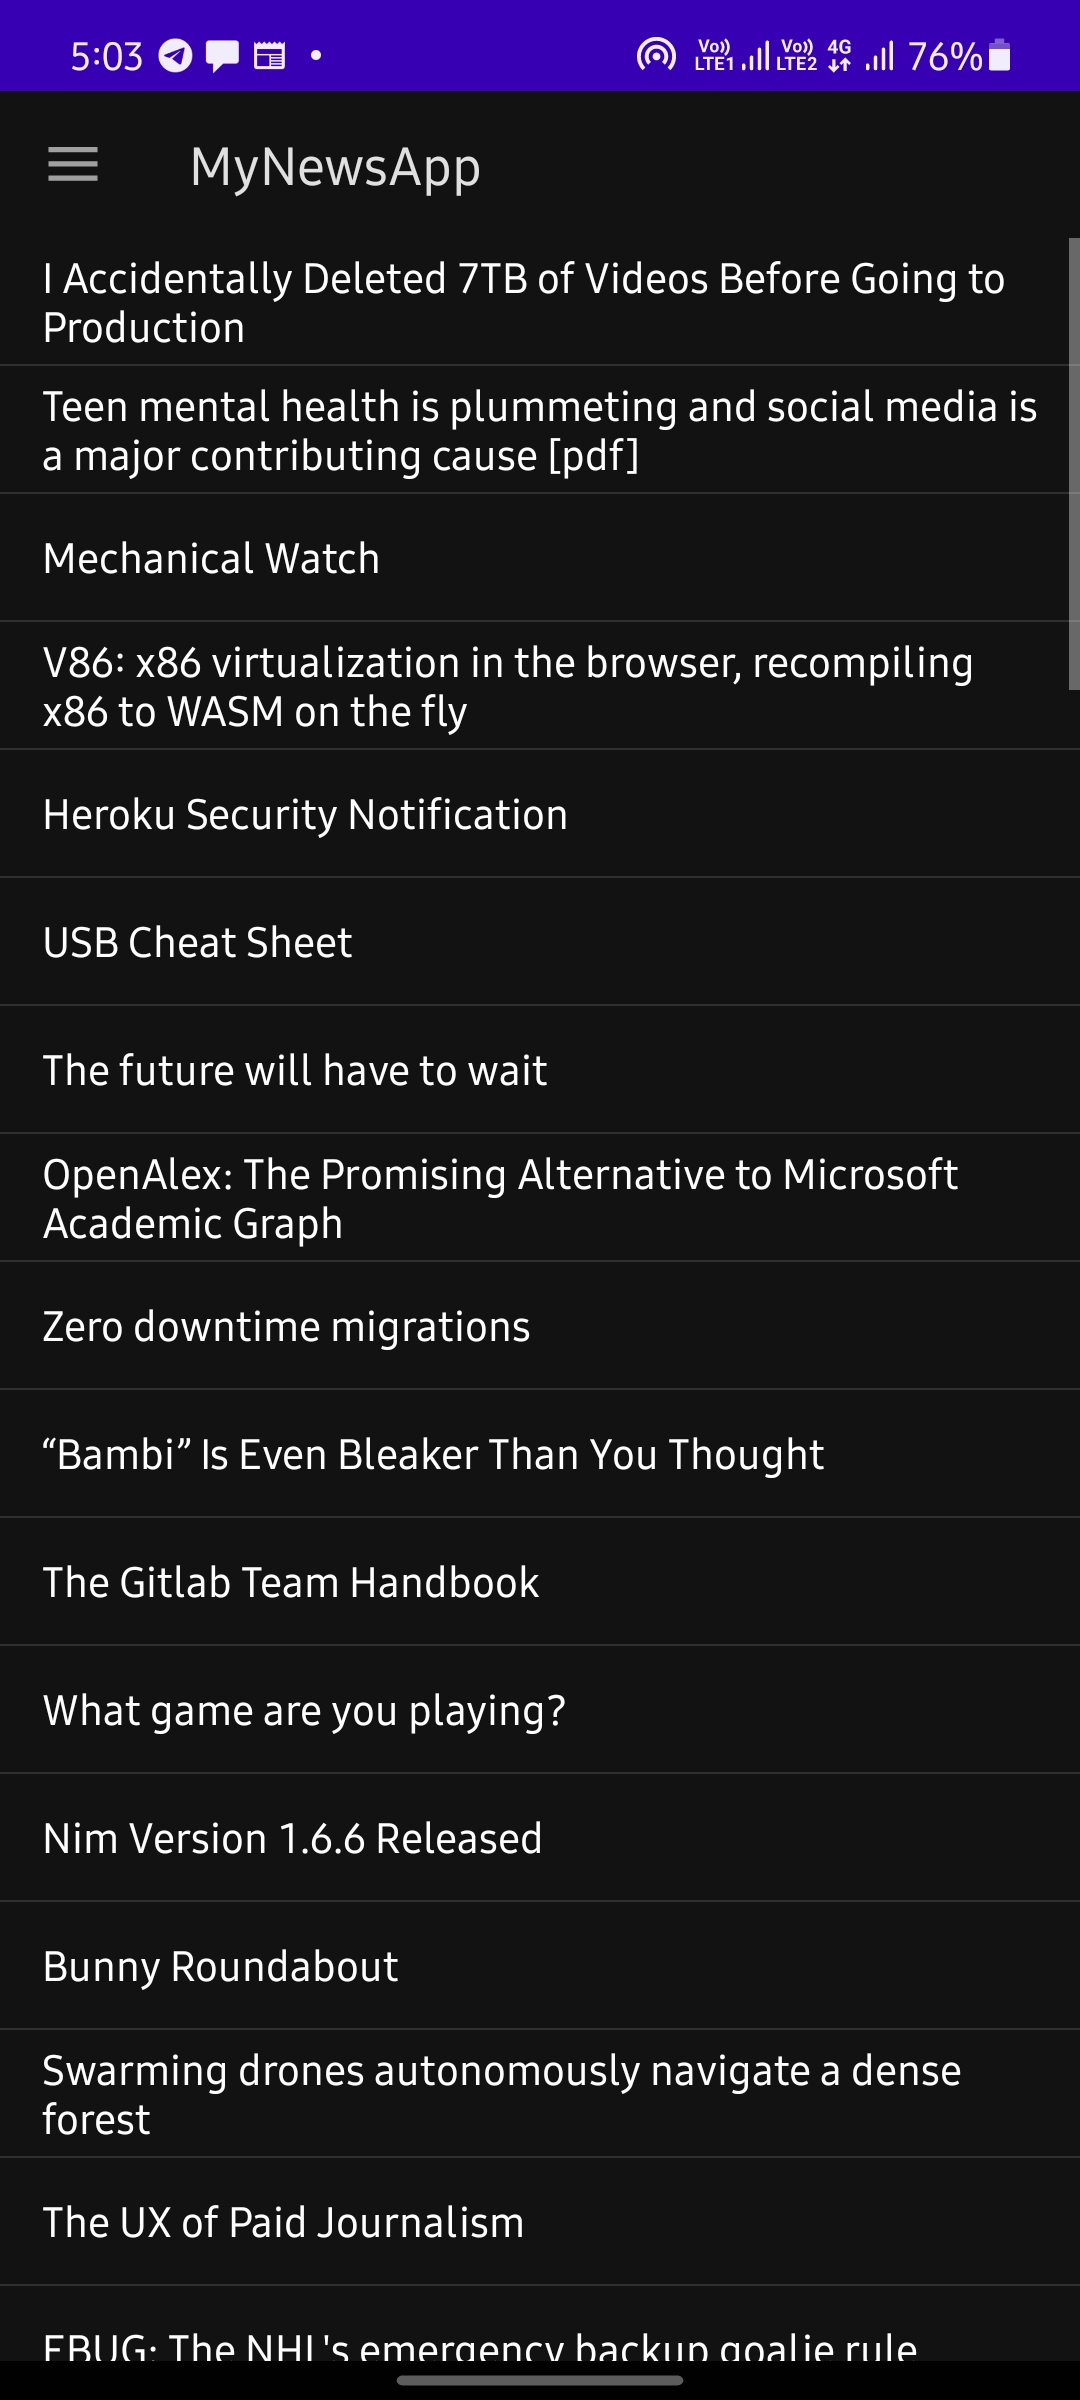 5:03
Vo)) LTE1 Vo)) LTE2 4G 76%
MyNewsApp
I Accidentally Deleted 7TB of Videos Before Going to
Production
Teen mental health is plummeting and social media is
a major contributing cause [pdf]
Mechanical Watch
V86: x86 virtualization in the browser, recompiling
x86 to WASM on the fly
Heroku Security Notification
USB Cheat Sheet
The future will have to wait
OpenAlex: The Promising Alternative to Microsoft
Academic Graph
Zero downtime migrations
“Bambi” Is Even Bleaker Than You Thought
The Gitlab Team Handbook
What game are you playing?
Nim Version 1.6.6 Released
Bunny Roundabout
Swarming drones autonomously navigate a dense
forest
The UX of Paid Journalism
EBUG: The NHL's emergency backup goalie rule